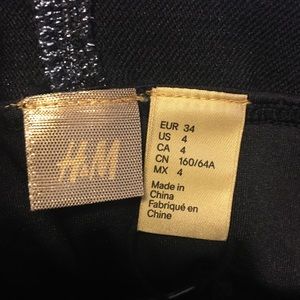 H&M
EUR 34
US 4
CA 4
CN 160/64A
MX 4
Made in
China
Fabriqué en
Chine